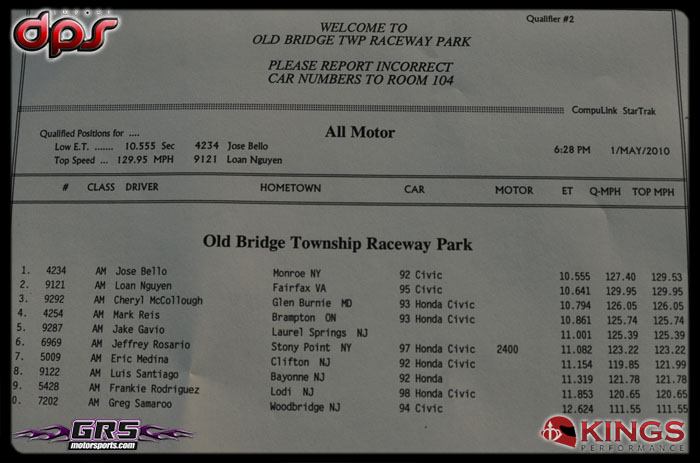 IMPORT
dps
Qualifier #2
WELCOME TO
OLD BRIDGE TWP RACEWAY PARK
PLEASE REPORT INCORRECT
CAR NUMBERS TO ROOM 104
CompuLink StarTrak
All Motor
Qualified Positions for ....
Low E.T. ....... 10.555 Sec 4234 Jose Bello
Top Speed ... 129.95 MPH 9121 Loan Nguyen
6:28 PM 1/MAY/2010
# CLASS DRIVER HOMETOWN CAR MOTOR ET Q-MPH TOP MPH
Old Bridge Township Raceway Park
1. 4234 AM Jose Bello Monroe NY 92 Civic 10.555 127.40 129.53
2. 9121 AM Loan Nguyen Fairfax VA 95 Civic 10.641 129.95 129.95
3. 9292 AM Cheryl McCollough Glen Burnie MD 93 Honda Civic 10.794 126.05 126.05
4. 4254 AM Mark Reis Brampton ON 93 Honda Civic 10.861 125.74 125.74
5. 9287 AM Jake Gavio Laurel Springs NJ 11.001 125.39 125.39
6. 6969 AM Jeffrey Rosario Stony Point NY 97 Honda Civic 2400 11.082 123.22 123.22
7. 5009 AM Eric Medina Clifton NJ 92 Honda Civic 11.154 119.85 121.99
8. 9122 AM Luis Santiago Bayonne NJ 92 Honda 11.319 121.78 121.78
9. 5428 AM Frankie Rodriguez Lodi NJ 98 Honda Civic 11.853 120.65 120.65
0. 7202 AM Greg Samaroo Woodbridge NJ 94 Civic 12.624 111.55 111.55
GRS
motorsports.com
KINGS
PERFORMANCE